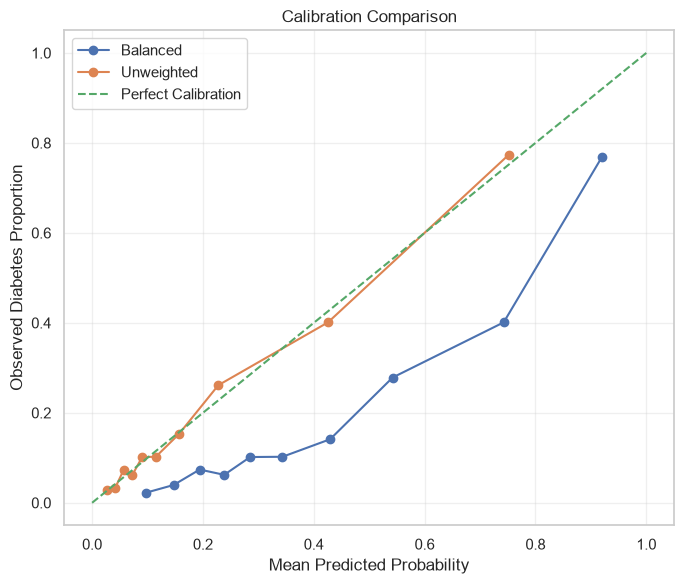 Calibration Comparison
Balanced
Unweighted
Perfect Calibration
Observed Diabetes Proportion
1.0
0.8
0.6
0.4
0.2
0.0
0.0 0.2 0.4 0.6 0.8 1.0
Mean Predicted Probability